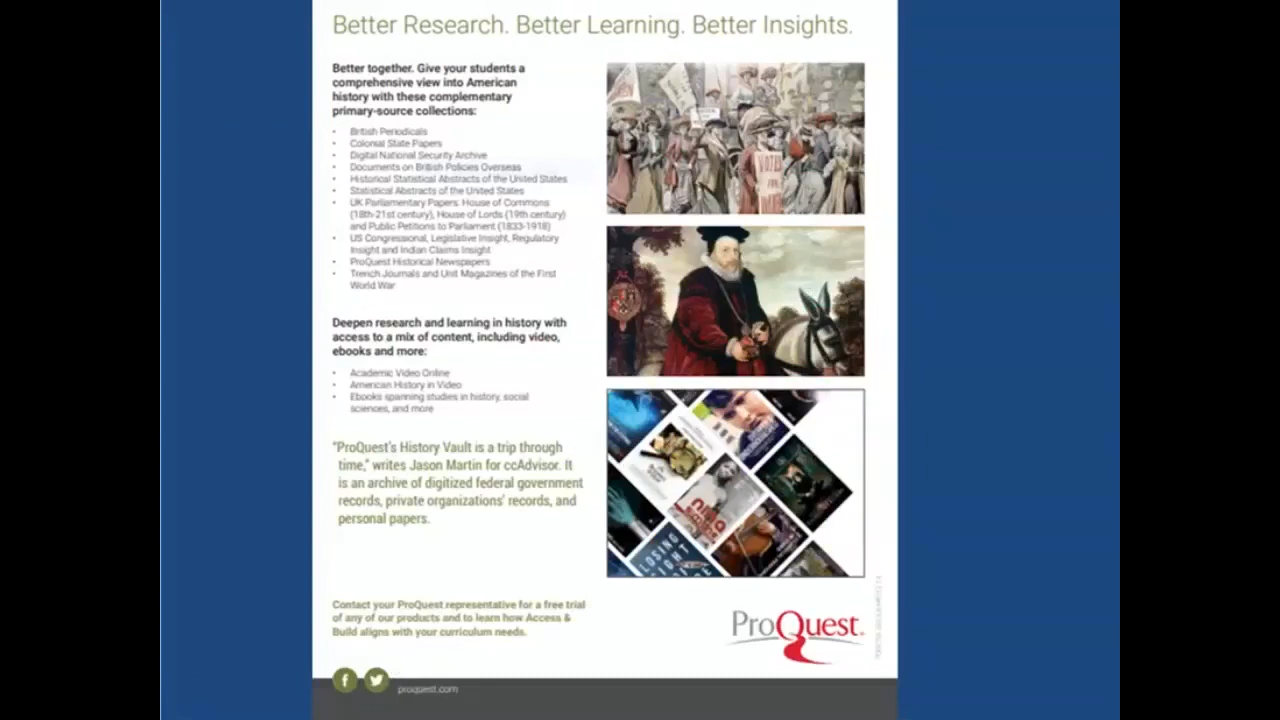 Better Research. Better Learning. Better Insights.
Better together. Give your students a
comprehensive view into American
history with these complementary
primary-source collections:
• British Periodicals
• Colonial State Papers
• Digital National Security Archive
• Documents on British Policies Overseas
• Historical Statistical Abstracts of the United States
• Statistical Abstracts of the United States
• UK Parliamentary Papers: House of Commons
(18th-21st century), House of Lords (19th century)
and Public Petitions to Parliament (1833-1918)
• US Congressional, Legislative Insight, Regulatory
Insight and Indian Claims Insight
• ProQuest Historical Newspapers
• Trench Journals and Unit Magazines of the First
World War
Deepen research and learning in history with
access to a mix of content, including video,
ebooks and more:
• Academic Video Online
• American History in Video
• Ebooks spanning studies in history, social
sciences, and more
"ProQuest's History Vault is a trip through
time," writes Jason Martin for ccAdvisor. It
is an archive of digitized federal government
records, private organizations' records, and
personal papers.
Contact your ProQuest representative for a free trial
of any of our products and to learn how Access &
Build aligns with your curriculum needs.
proquest.com
VOTES
FOR
LOSING
ProQuest